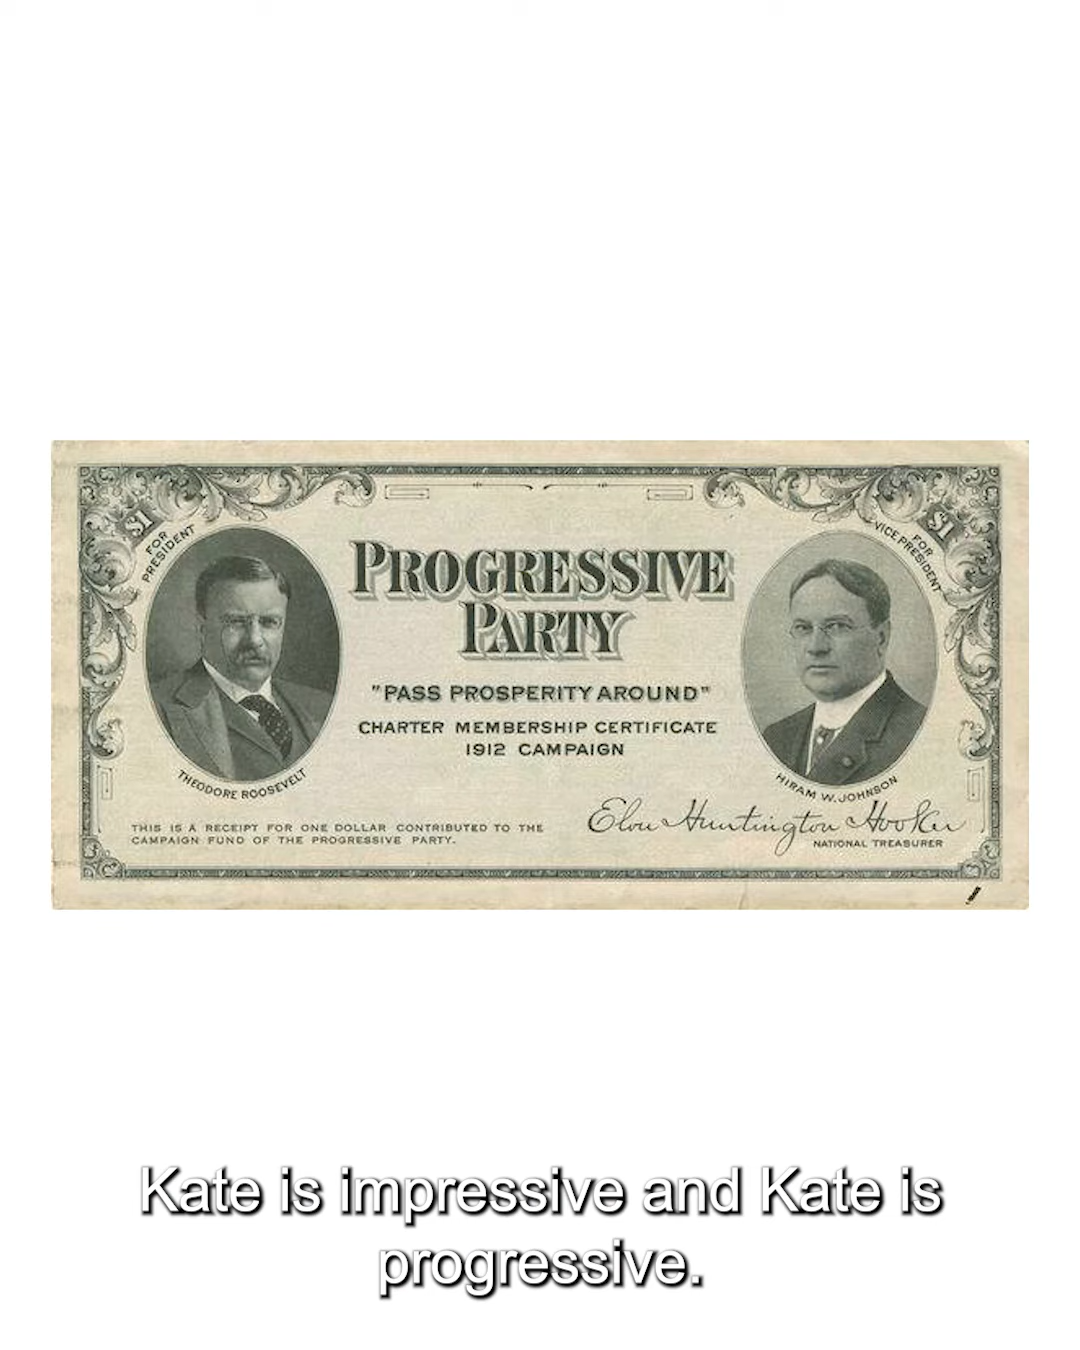 $1
FOR PRESIDENT
FOR VICE PRESIDENT
$1
PROGRESSIVE
PARTY
"PASS PROSPERITY AROUND"
CHARTER MEMBERSHIP CERTIFICATE
1912 CAMPAIGN
THEODORE ROOSEVELT
HIRAM W. JOHNSON
THIS IS A RECEIPT FOR ONE DOLLAR CONTRIBUTED TO THE
CAMPAIGN FUND OF THE PROGRESSIVE PARTY.
Elon Huntington Hooker
NATIONAL TREASURER
Kate is impressive and Kate is
progressive.